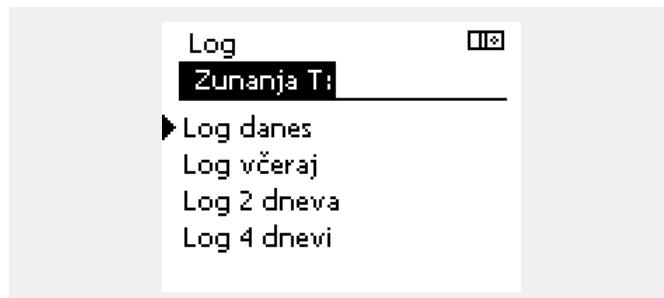 Log
Zunanja T:
Log danes
Log včeraj
Log 2 dneva
Log 4 dnevi